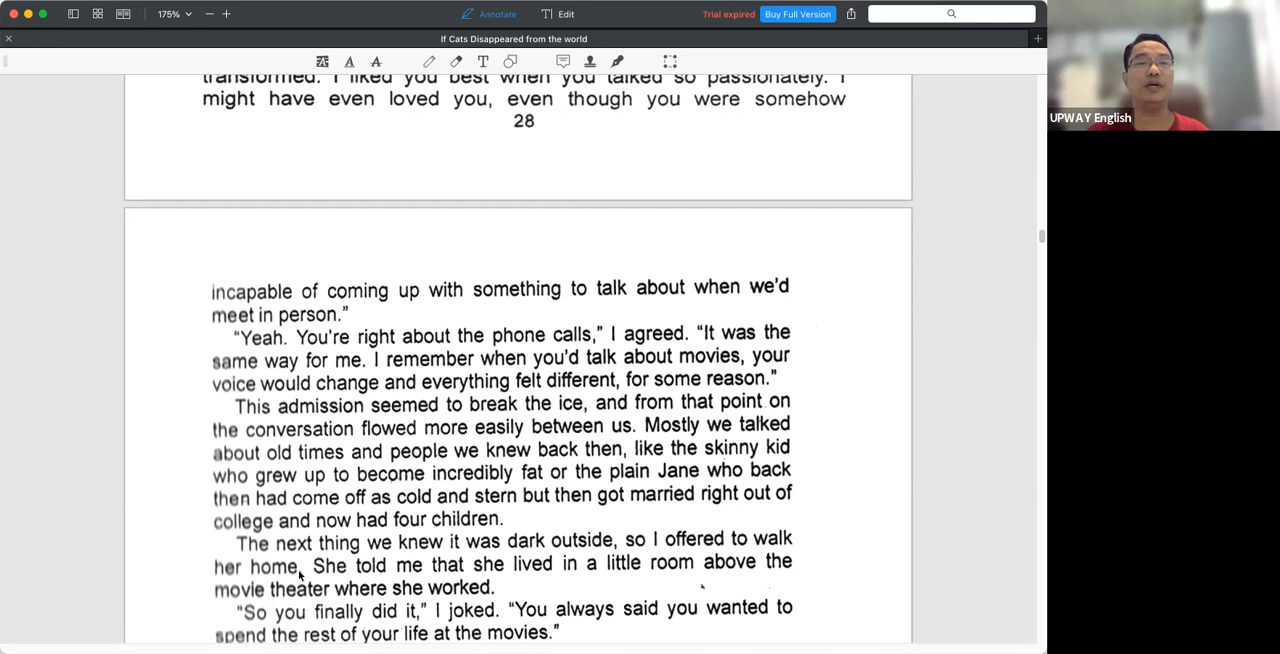 175%
Annotate
Edit
Trial expired
Buy Full Version
If Cats Disappeared from the world
UPWAY English
transformed. I liked you best when you talked so passionately. I
might have even loved you, even though you were somehow
28
incapable of coming up with something to talk about when we'd
meet in person."
"Yeah. You're right about the phone calls," I agreed. "It was the
same way for me. I remember when you'd talk about movies, your
voice would change and everything felt different, for some reason."
This admission seemed to break the ice, and from that point on
the conversation flowed more easily between us. Mostly we talked
about old times and people we knew back then, like the skinny kid
who grew up to become incredibly fat or the plain Jane who back
then had come off as cold and stern but then got married right out of
college and now had four children.
The next thing we knew it was dark outside, so I offered to walk
her home. She told me that she lived in a little room above the
movie theater where she worked.
"So you finally did it," I joked. "You always said you wanted to
spend the rest of your life at the movies."